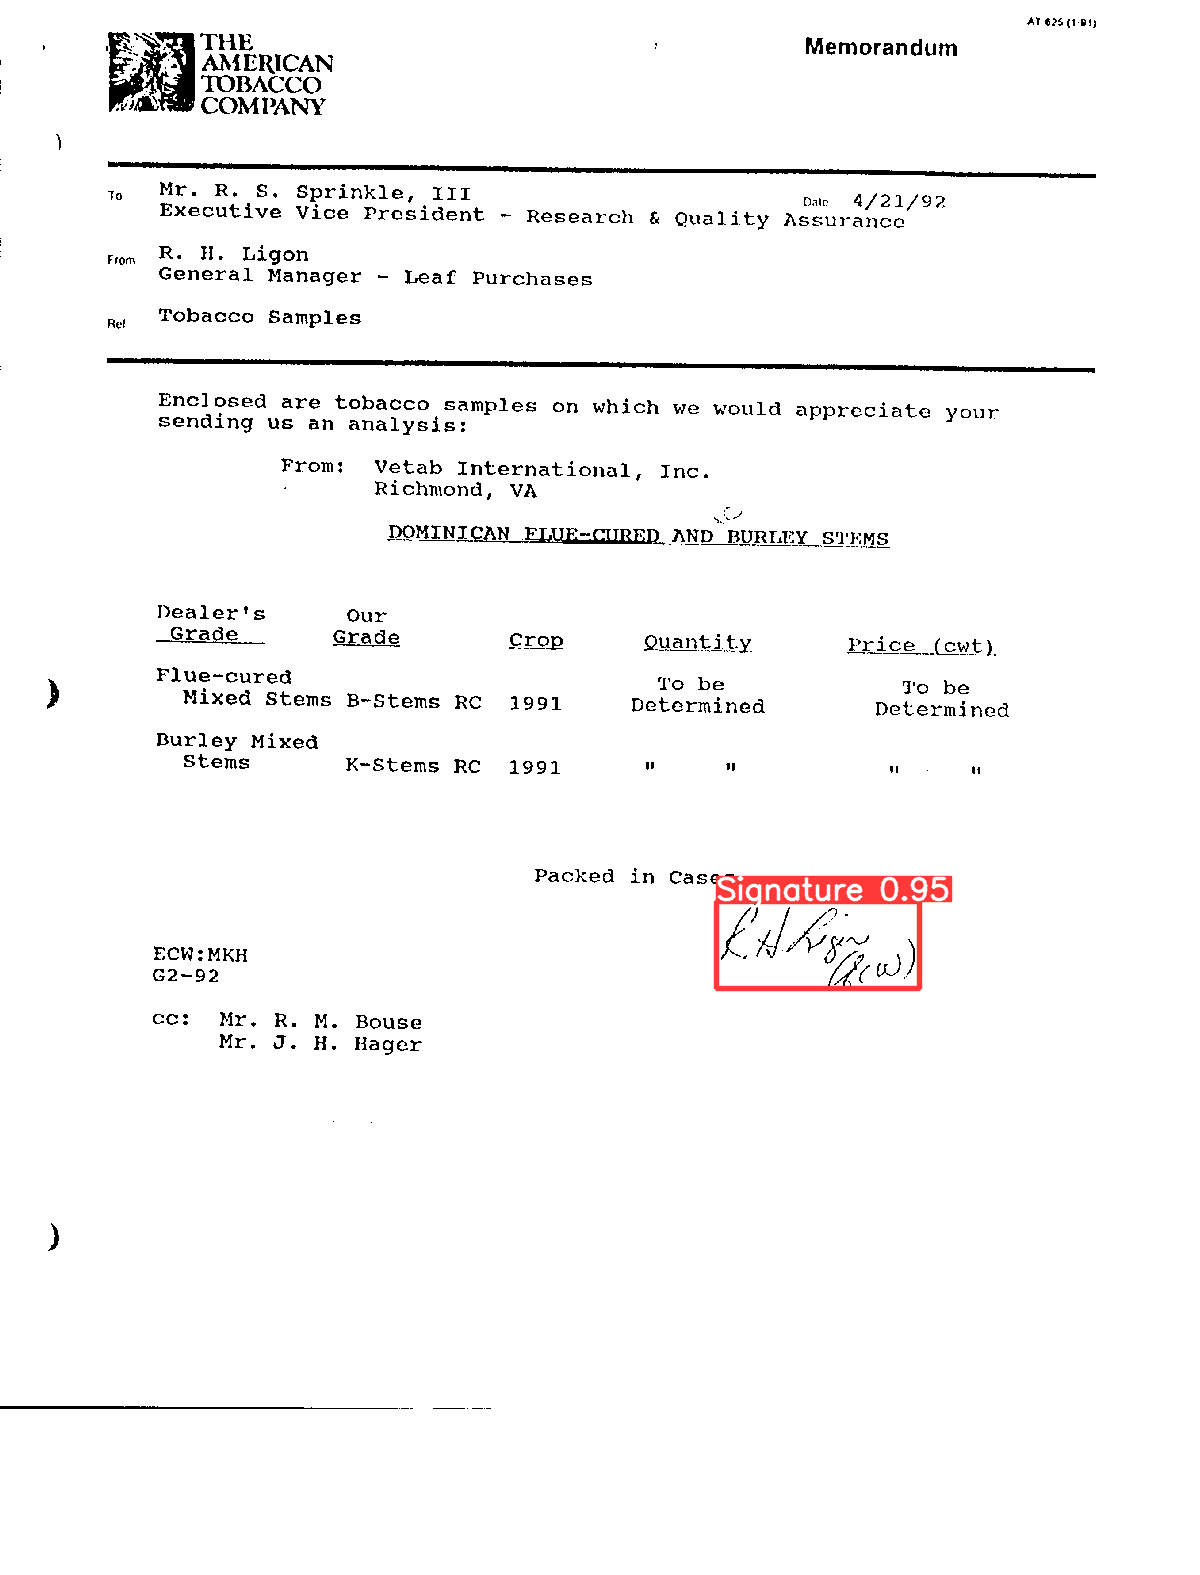 AT 625 (1-91)
THE
AMERICAN
TOBACCO
COMPANY
Memorandum
To Mr. R. S. Sprinkle, III Date 4/21/92
Executive Vice President - Research & Quality Assurance
From R. H. Ligon
General Manager - Leaf Purchases
Ref Tobacco Samples
Enclosed are tobacco samples on which we would appreciate your
sending us an analysis:
From: Vetab International, Inc.
Richmond, VA
DOMINICAN FLUE-CURED AND BURLEY STEMS
Dealer's Our
Grade Grade Crop Quantity Price (cwt)
Flue-cured To be To be
Mixed Stems B-Stems RC 1991 Determined Determined
Burley Mixed
Stems K-Stems RC 1991 " " " "
Packed in Cases
Signature 0.95
R H Ligon
(ECW)
ECW:MKH
G2-92
cc: Mr. R. M. Bouse
Mr. J. H. Hager